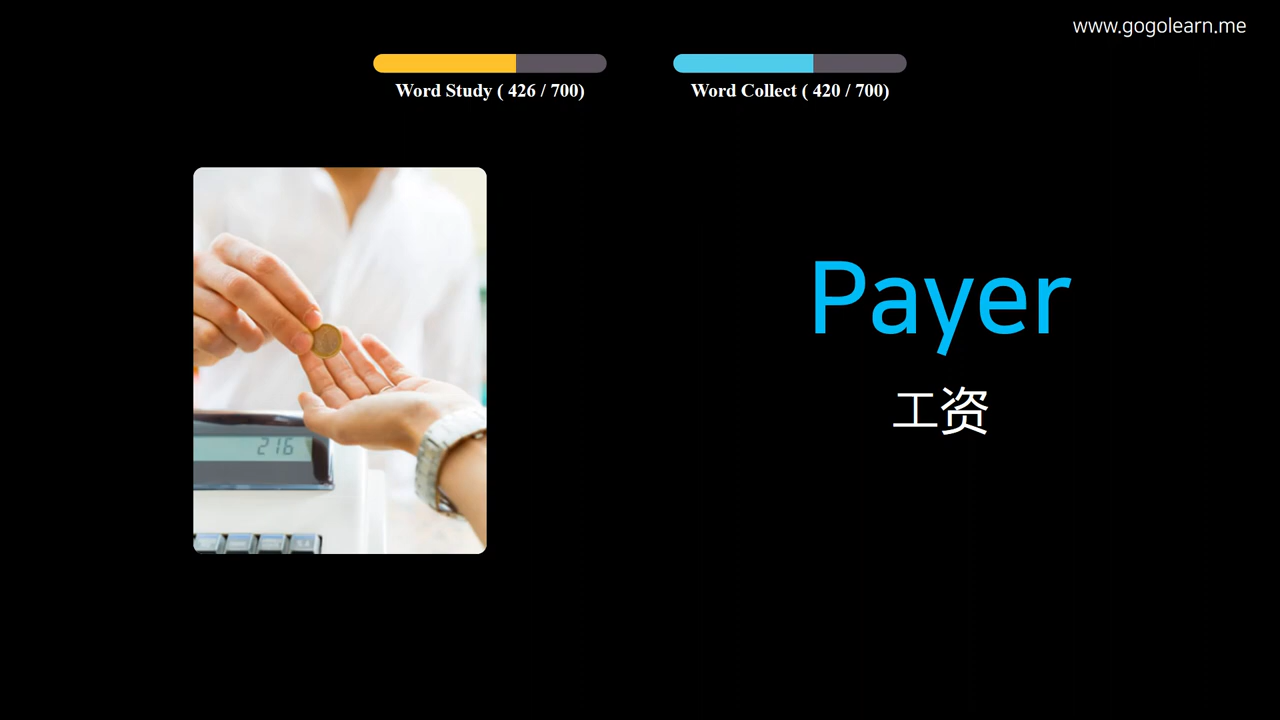 www.gogolearn.me
Word Study ( 426 / 700)
Word Collect ( 420 / 700)
Payer
工资
216